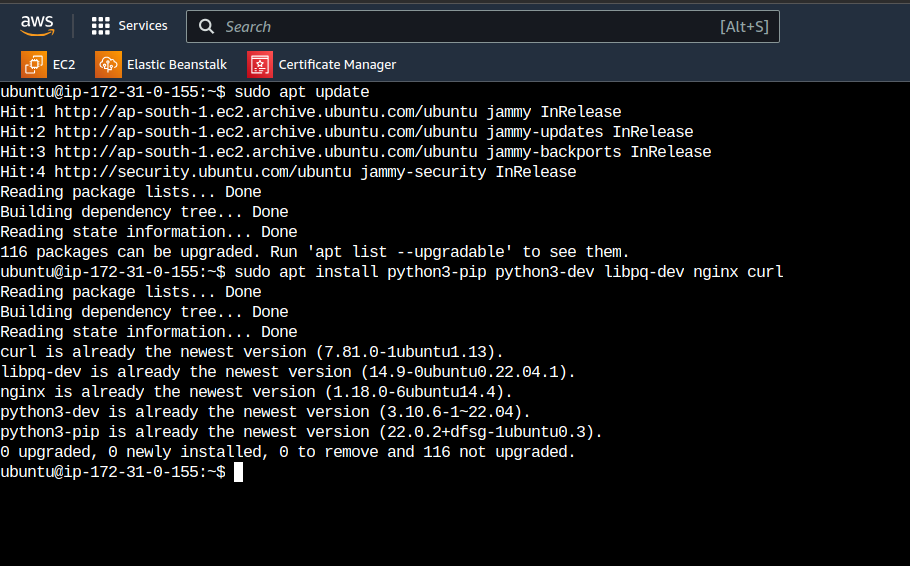 aws
Services
Search
[Alt+S]
EC2
Elastic Beanstalk
Certificate Manager
ubuntu@ip-172-31-0-155:~$ sudo apt update
Hit:1 http://ap-south-1.ec2.archive.ubuntu.com/ubuntu jammy InRelease
Hit:2 http://ap-south-1.ec2.archive.ubuntu.com/ubuntu jammy-updates InRelease
Hit:3 http://ap-south-1.ec2.archive.ubuntu.com/ubuntu jammy-backports InRelease
Hit:4 http://security.ubuntu.com/ubuntu jammy-security InRelease
Reading package lists... Done
Building dependency tree... Done
Reading state information... Done
116 packages can be upgraded. Run 'apt list --upgradable' to see them.
ubuntu@ip-172-31-0-155:~$ sudo apt install python3-pip python3-dev libpq-dev nginx curl
Reading package lists... Done
Building dependency tree... Done
Reading state information... Done
curl is already the newest version (7.81.0-1ubuntu1.13).
libpq-dev is already the newest version (14.9-0ubuntu0.22.04.1).
nginx is already the newest version (1.18.0-6ubuntu14.4).
python3-dev is already the newest version (3.10.6-1~22.04).
python3-pip is already the newest version (22.0.2+dfsg-1ubuntu0.3).
0 upgraded, 0 newly installed, 0 to remove and 116 not upgraded.
ubuntu@ip-172-31-0-155:~$